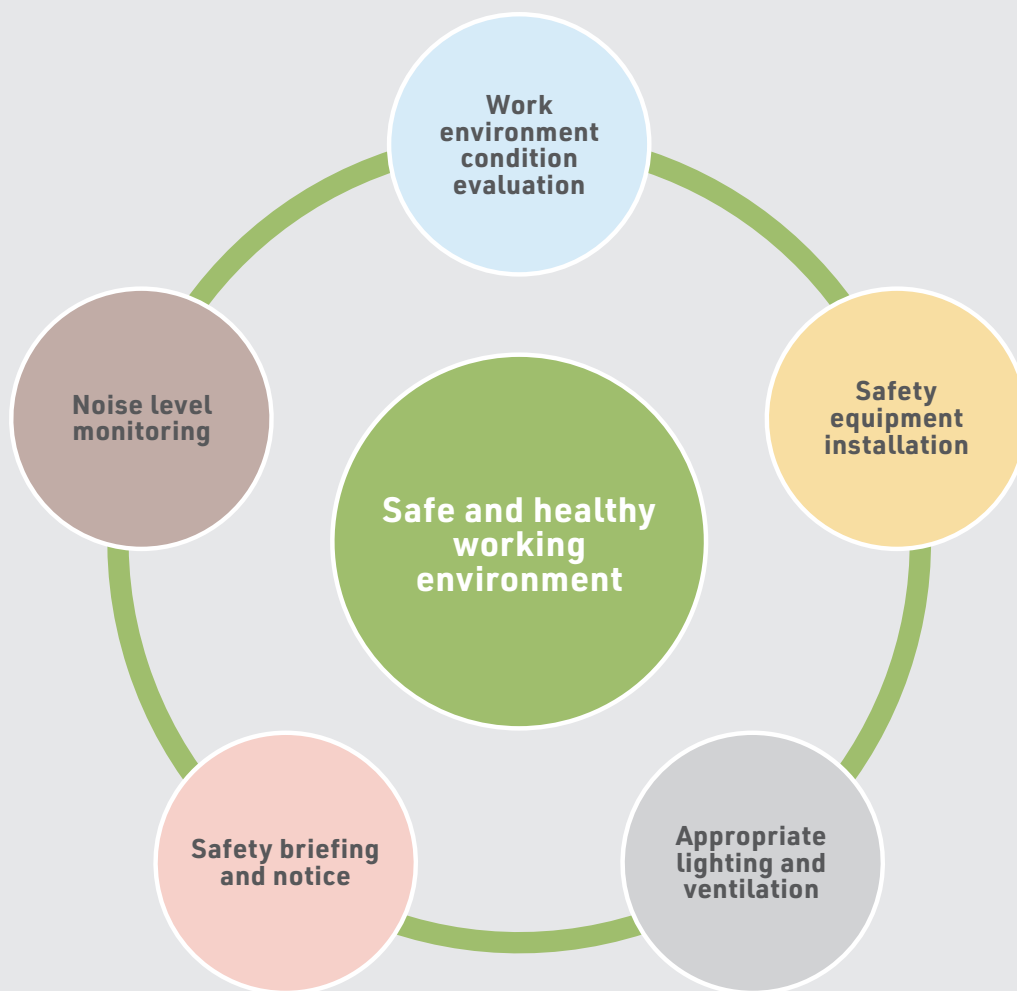 Work
environment
condition
evaluation
Safety
equipment
installation
Noise level
monitoring
Safe and healthy
working
environment
Appropriate
lighting and
ventilation
Safety briefing
and notice